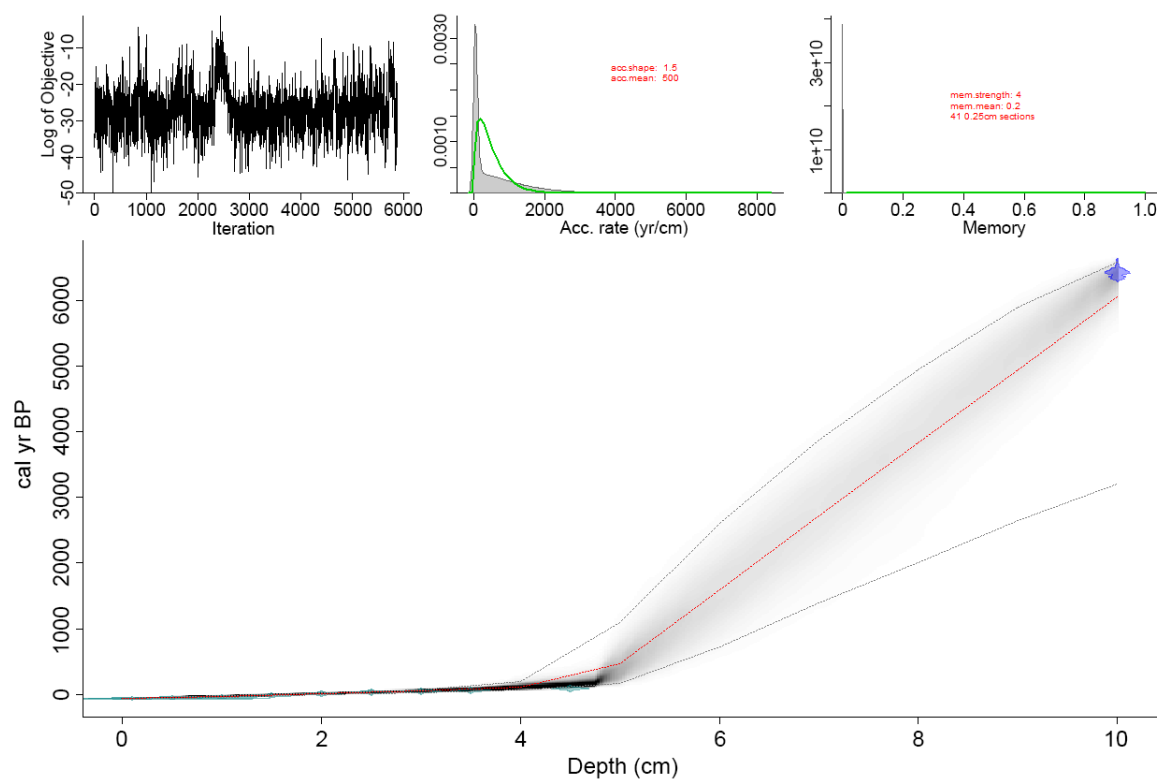 Log of Objective
-50 -40 -30 -20 -10
0 1000 2000 3000 4000 5000 6000
Iteration
0.0010 0.0030
acc.shape: 1.5
acc.mean: 500
0 2000 4000 6000 8000
Acc. rate (yr/cm)
1e+10 3e+10
mem.strength: 4
mem.mean: 0.2
41 0.25cm sections
0 0.2 0.4 0.6 0.8 1.0
Memory
cal yr BP
0 1000 2000 3000 4000 5000 6000
0 2 4 6 8 10
Depth (cm)